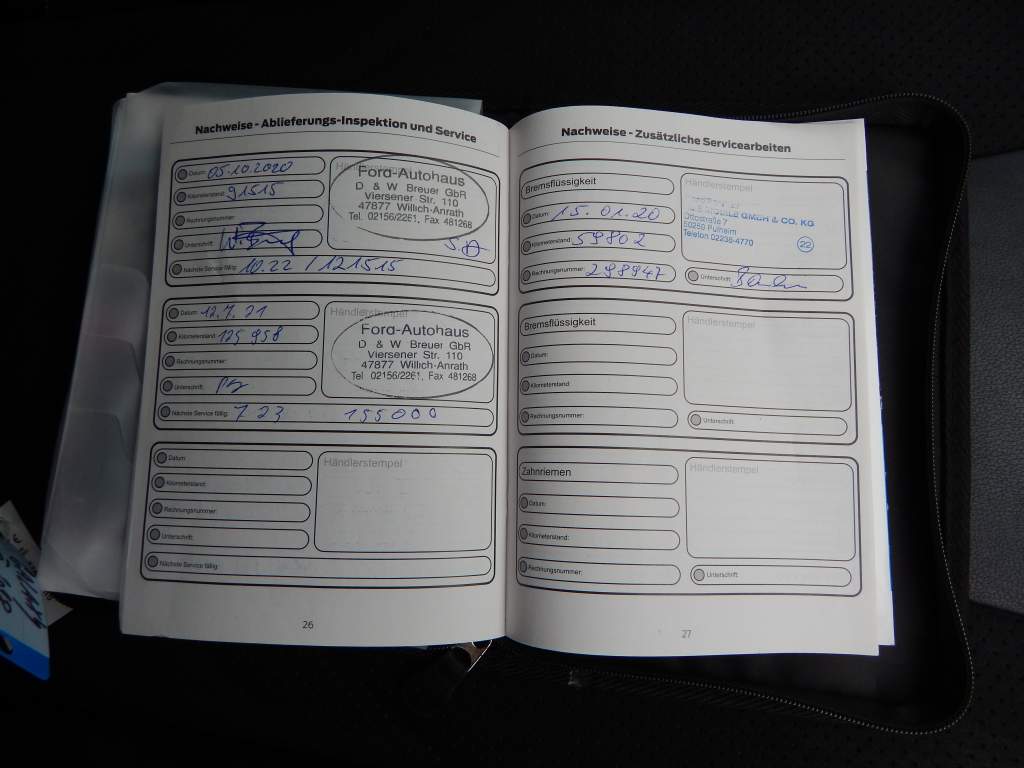 Nachweise - Ablieferungs-Inspektion und Service
Datum: 05.10.2020
Kilometerstand: 91515
Rechnungsnummer:
Unterschrift:
Nächste Service fällig: 10.22 / 121515
Händlerstempel
Ford-Autohaus
D & W Breuer GbR
Viersener Str. 110
47877 Willich-Anrath
Tel. 02156/2261, Fax 481268
Datum: 12.7.21
Kilometerstand: 125958
Rechnungsnummer:
Unterschrift:
Nächste Service fällig: 7 23 155000
Händlerstempel
Ford-Autohaus
D & W Breuer GbR
Viersener Str. 110
47877 Willich-Anrath
Tel 02156/2261, Fax 481268
Datum
Kilometerstand:
Rechnungsnummer:
Unterschrift:
Nächste Service fällig:
Händlerstempel
26
Nachweise - Zusätzliche Servicearbeiten
Bremsflüssigkeit
Datum: 15.01.20
Kilometerstand: 59802
Rechnungsnummer: 298947
Händlerstempel
GMBH & CO. KG
Ottostraße 7
50259 Pulheim
Telefon 02238-4770
22
Unterschrift:
Bremsflüssigkeit
Datum:
Kilometerstand:
Rechnungsnummer:
Händlerstempel
Unterschrift:
Zahnriemen
Datum:
Kilometerstand:
Rechnungsnummer:
Händlerstempel
Unterschrift:
27